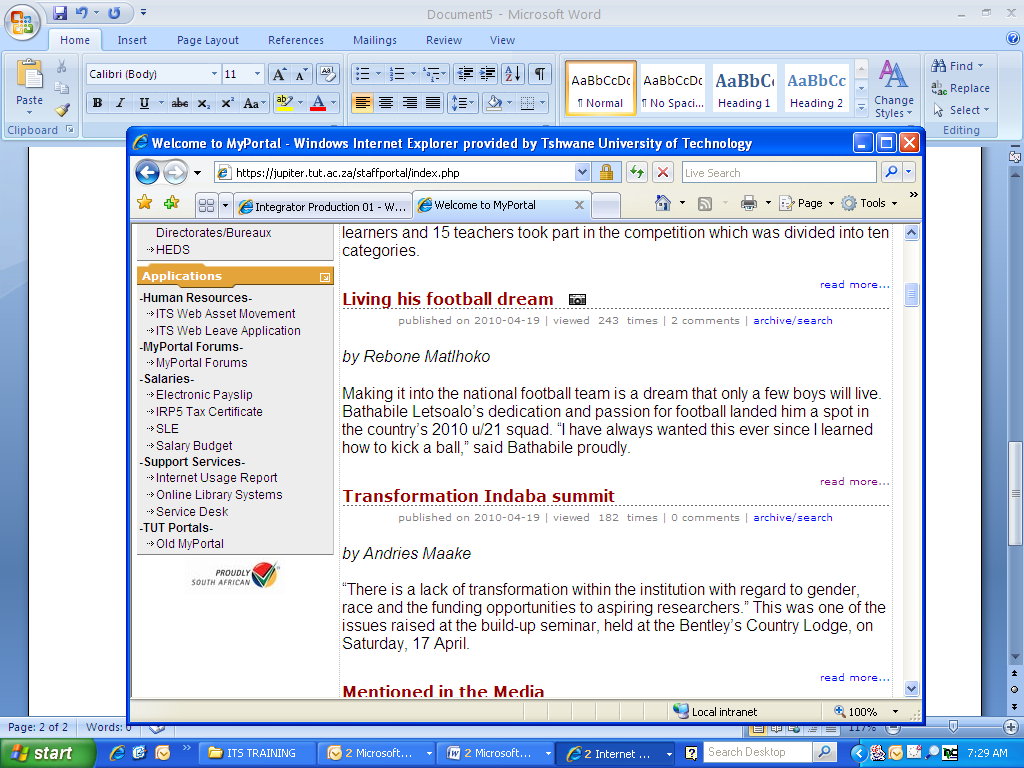 Document5 - Microsoft Word
Home Insert Page Layout References Mailings Review View
Paste
Clipboard
Calibri (Body) 11
B I U abc X₂ X² Aa
AaBbCcDc AaBbCcDc AaBbC AaBbCc
¶ Normal ¶ No Spaci... Heading 1 Heading 2
Change Styles
Find
Replace
Select
Editing
Welcome to MyPortal - Windows Internet Explorer provided by Tshwane University of Technology
https://jupiter.tut.ac.za/staffportal/index.php
Live Search
Integrator Production 01 - W...
Welcome to MyPortal
Page Tools
Directorates/Bureaux
HEDS
Applications
-Human Resources-
ITS Web Asset Movement
ITS Web Leave Application
-MyPortal Forums-
MyPortal Forums
-Salaries-
Electronic Payslip
IRP5 Tax Certificate
SLE
Salary Budget
-Support Services-
Internet Usage Report
Online Library Systems
Service Desk
-TUT Portals-
Old MyPortal
PROUDLY
SOUTH AFRICAN
learners and 15 teachers took part in the competition which was divided into ten
categories.
read more...
Living his football dream
published on 2010-04-19 | viewed 243 times | 2 comments | archive/search
by Rebone Matlhoko
Making it into the national football team is a dream that only a few boys will live.
Bathabile Letsoalo’s dedication and passion for football landed him a spot in
the country’s 2010 u/21 squad. “I have always wanted this ever since I learned
how to kick a ball,” said Bathabile proudly.
read more...
Transformation Indaba summit
published on 2010-04-19 | viewed 182 times | 0 comments | archive/search
by Andries Maake
“There is a lack of transformation within the institution with regard to gender,
race and the funding opportunities to aspiring researchers.” This was one of the
issues raised at the build-up seminar, held at the Bentley’s Country Lodge, on
Saturday, 17 April.
read more...
Mentioned in the Media
Local intranet
100%
Page: 2 of 2 Words: 0
117%
start
ITS TRAINING
2 Microsoft...
2 Microsoft...
2 Internet ...
Search Desktop
7:29 AM